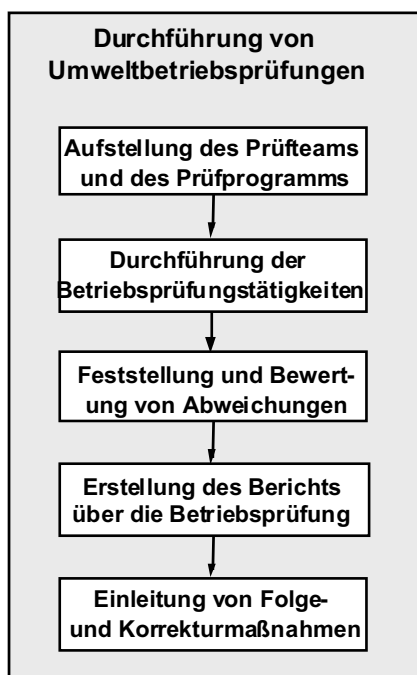 Durchführung von
Umweltbetriebsprüfungen
Aufstellung des Prüfteams
und des Prüfprogramms
Durchführung der
Betriebsprüfungstätigkeiten
Feststellung und Bewert-
ung von Abweichungen
Erstellung des Berichts
über die Betriebsprüfung
Einleitung von Folge-
und Korrekturmaßnahmen